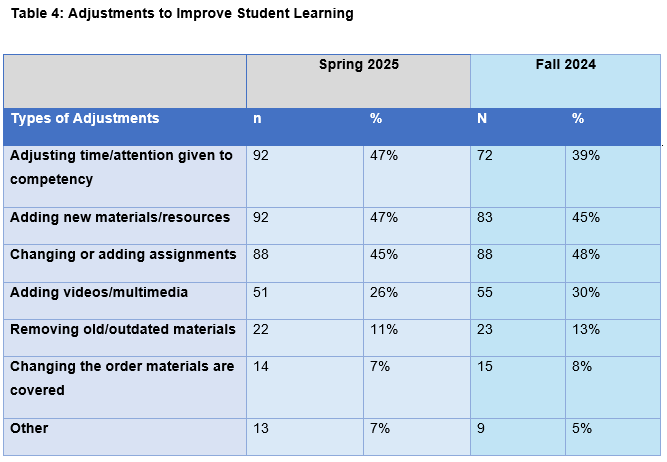 Table 4: Adjustments to Improve Student Learning
Spring 2025 Fall 2024
Types of Adjustments n % N %
Adjusting time/attention given to
competency 92 47% 72 39%
Adding new materials/resources 92 47% 83 45%
Changing or adding assignments 88 45% 88 48%
Adding videos/multimedia 51 26% 55 30%
Removing old/outdated materials 22 11% 23 13%
Changing the order materials are
covered 14 7% 15 8%
Other 13 7% 9 5%